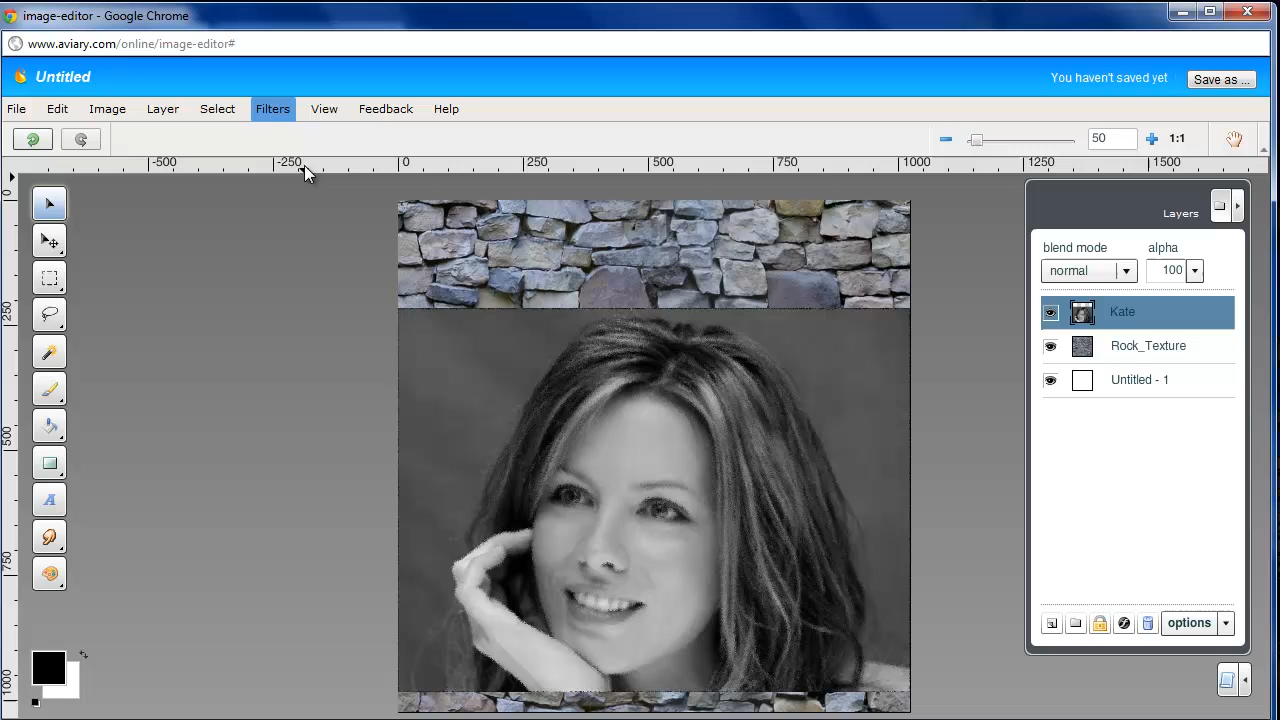 image-editor - Google Chrome
www.aviary.com/online/image-editor#
Untitled
You haven't saved yet
Save as ...
File Edit Image Layer Select Filters View Feedback Help
50 1:1
-500 -250 0 250 500 750 1000 1250 1500
0
250
500
750
1000
Layers
blend mode alpha
normal 100
Kate
Rock_Texture
Untitled - 1
options
A